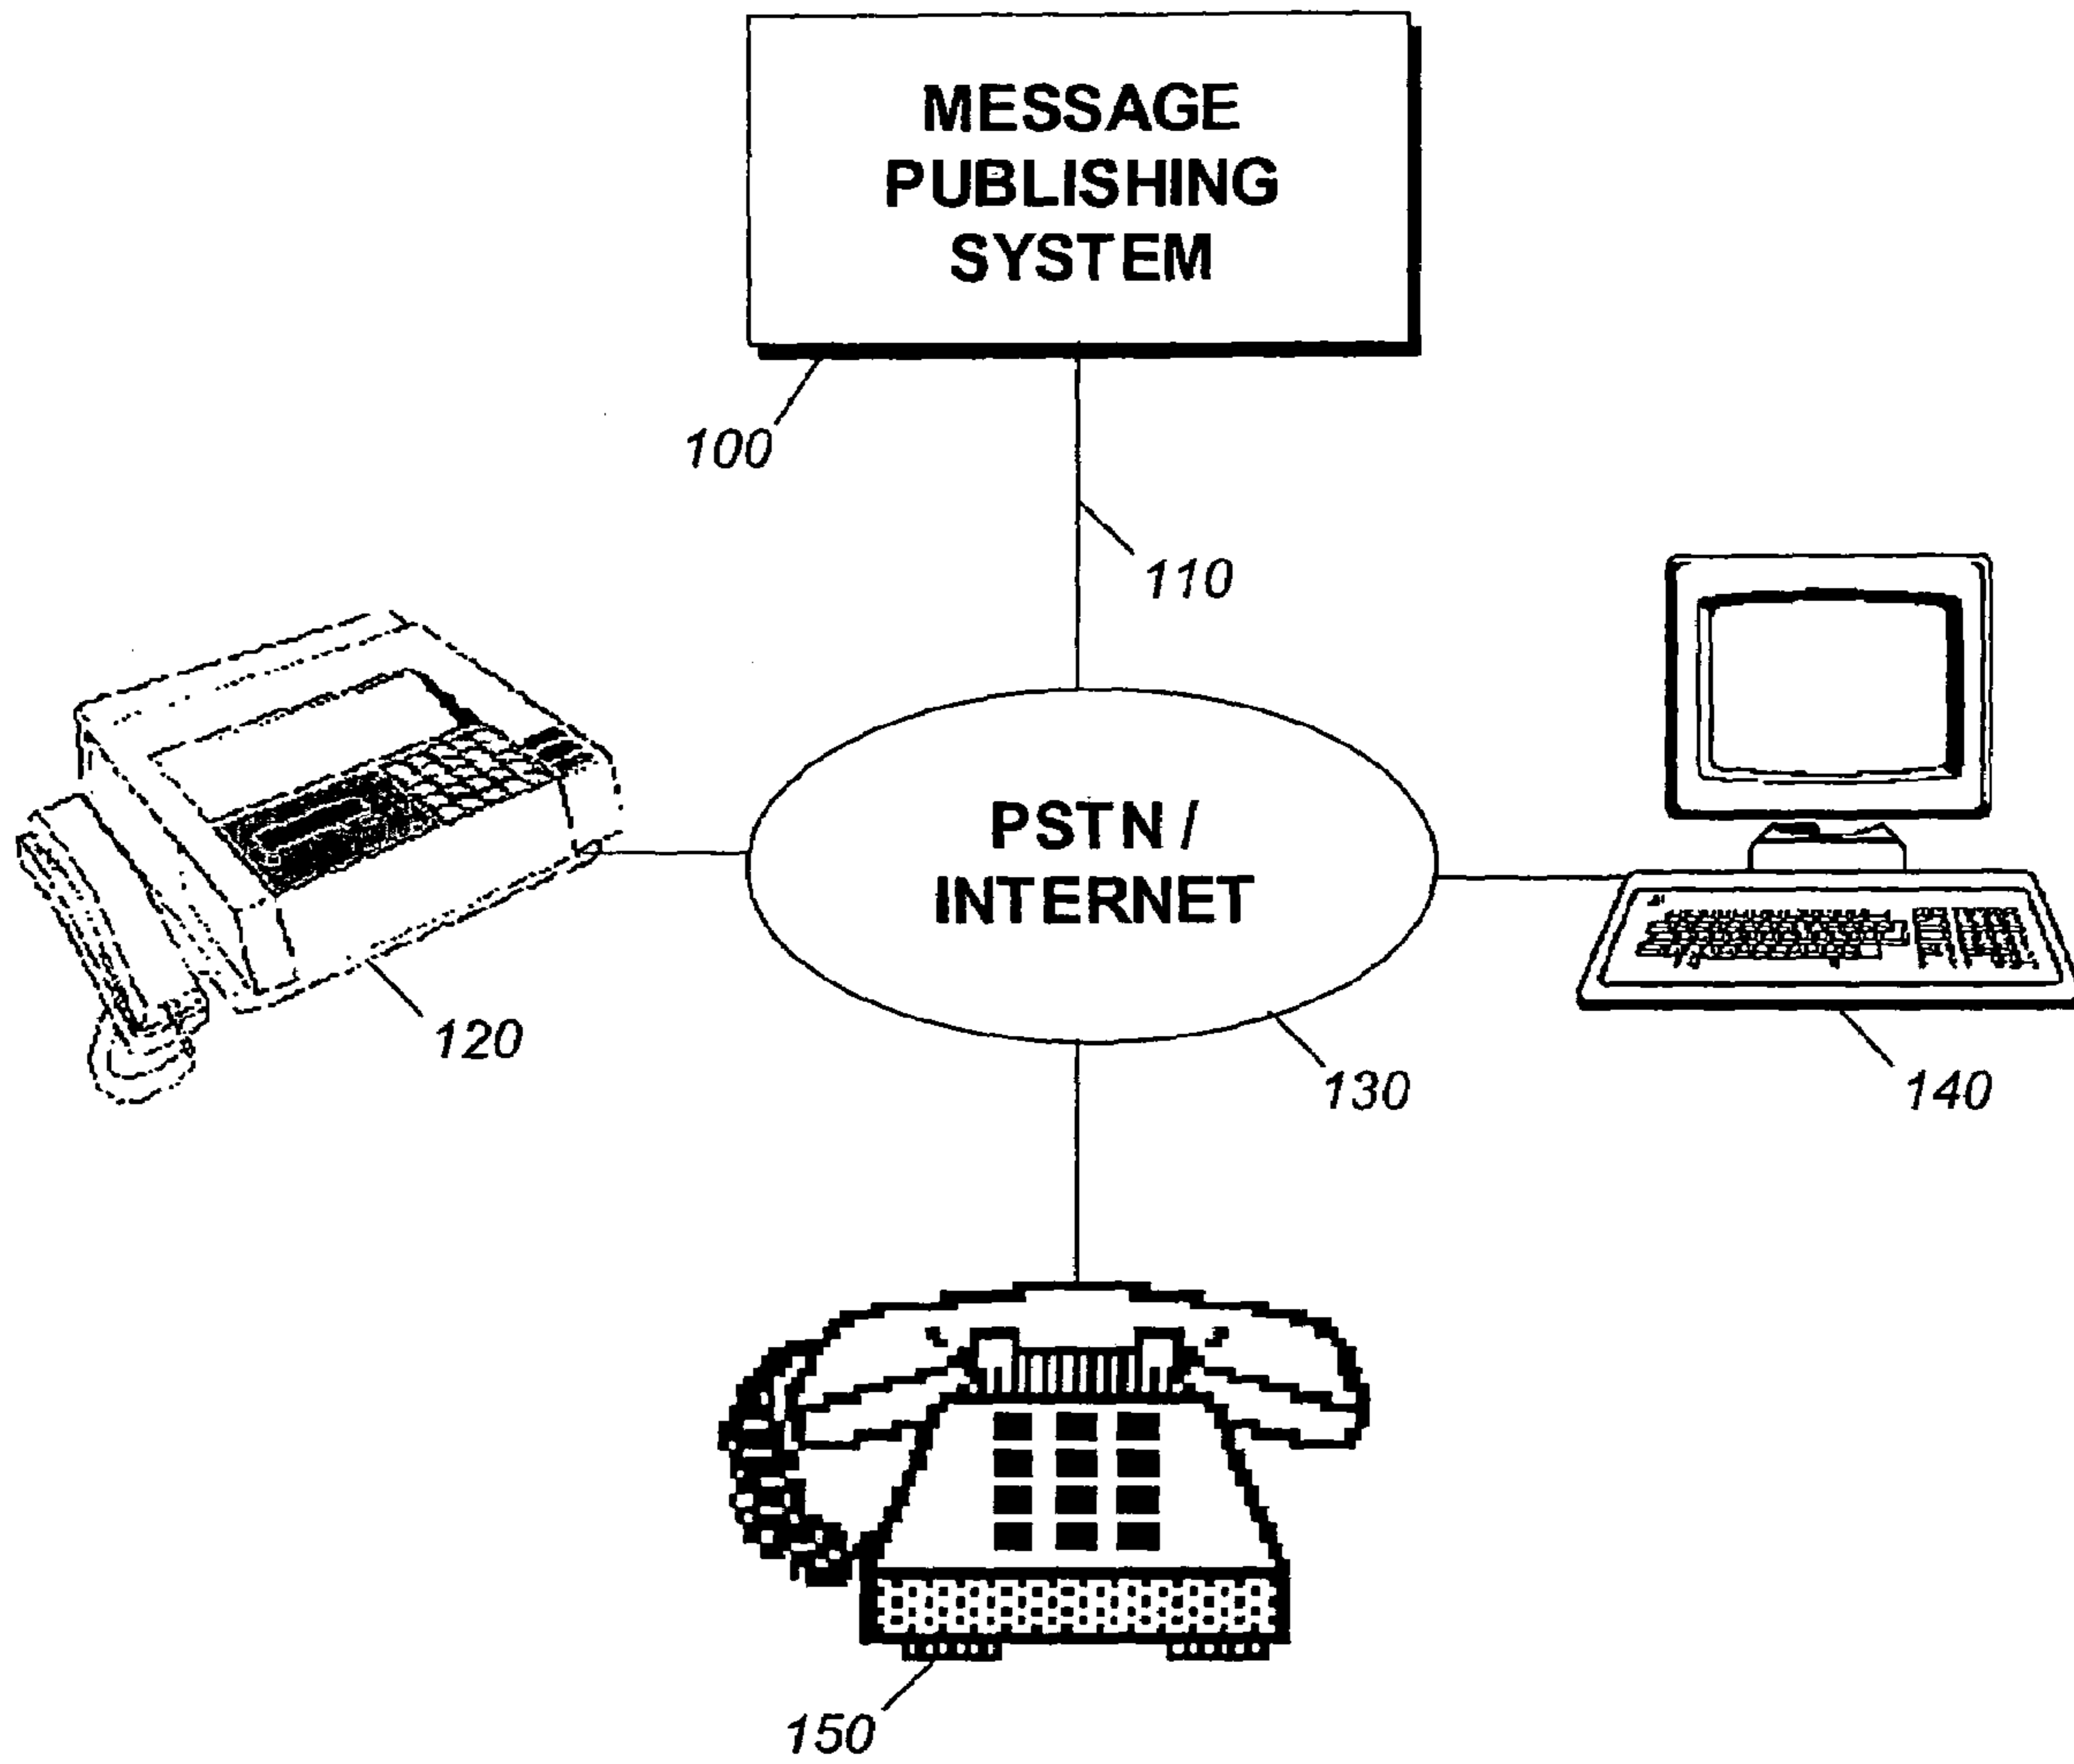 MESSAGE
PUBLISHING
SYSTEM
100
110
120
PSTN /
INTERNET
130
140
150